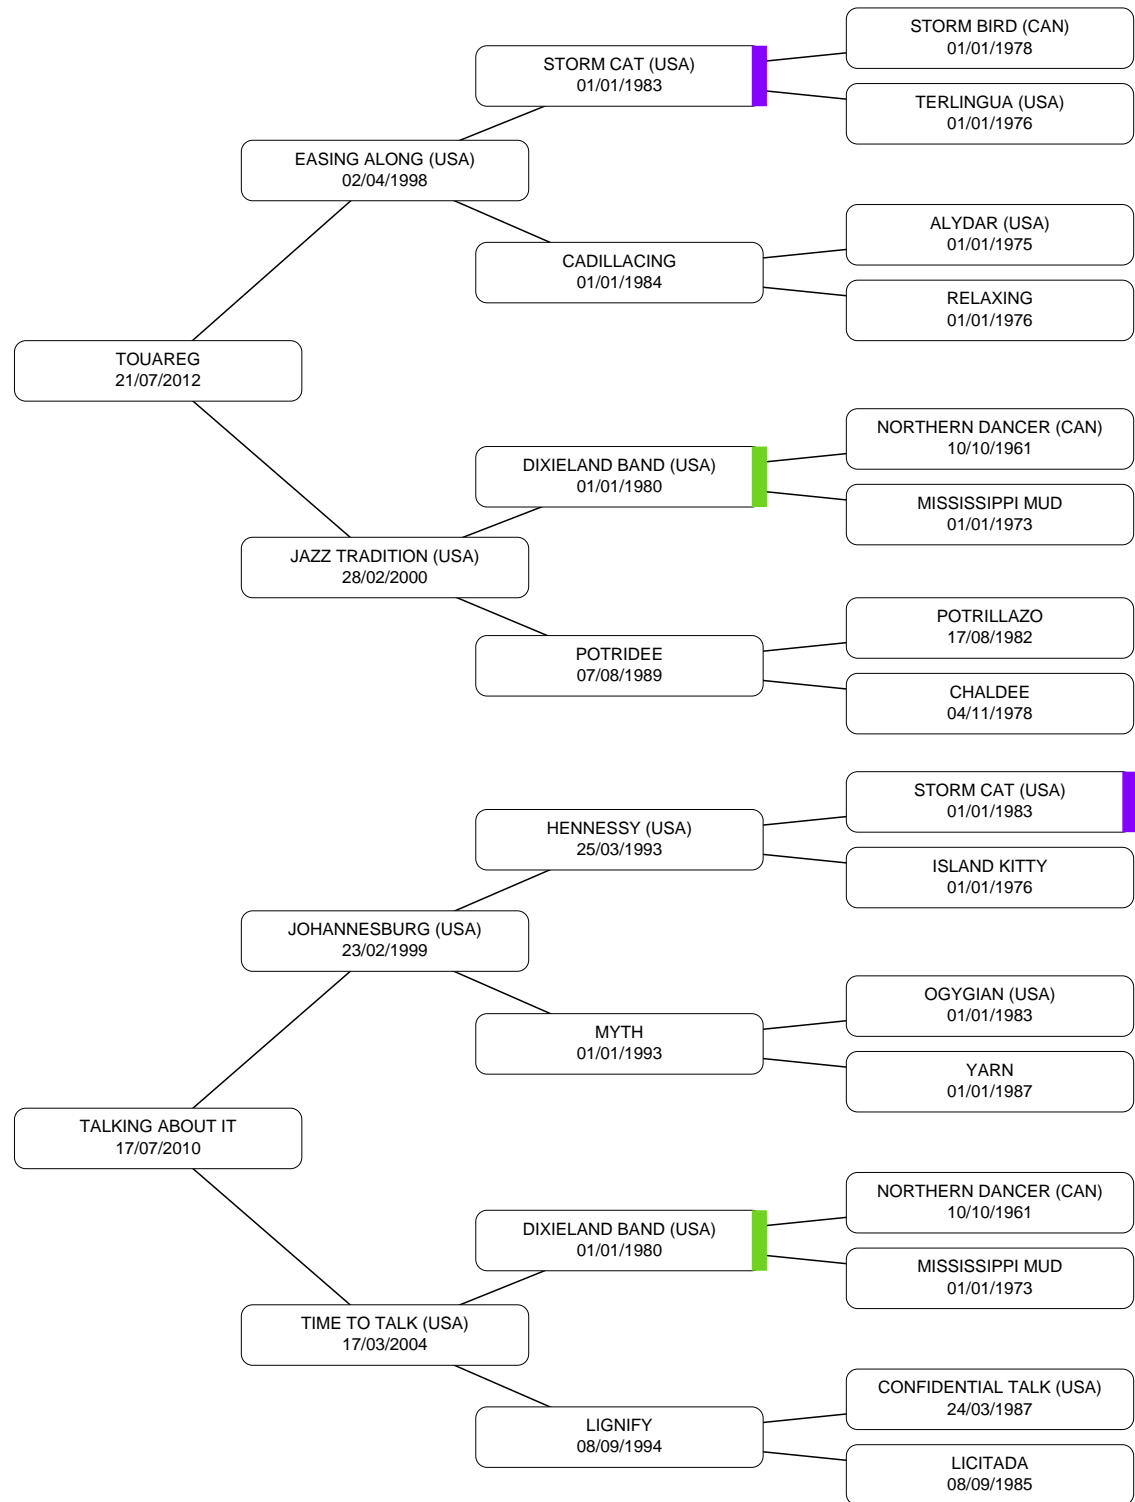 STORM BIRD (CAN)
01/01/1978
STORM CAT (USA)
01/01/1983
TERLINGUA (USA)
01/01/1976
EASING ALONG (USA)
02/04/1998
ALYDAR (USA)
01/01/1975
CADILLACING
01/01/1984
RELAXING
01/01/1976
TOUAREG
21/07/2012
NORTHERN DANCER (CAN)
10/10/1961
DIXIELAND BAND (USA)
01/01/1980
MISSISSIPPI MUD
01/01/1973
JAZZ TRADITION (USA)
28/02/2000
POTRILLAZO
17/08/1982
POTRIDEE
07/08/1989
CHALDEE
04/11/1978
STORM CAT (USA)
01/01/1983
HENNESSY (USA)
25/03/1993
ISLAND KITTY
01/01/1976
JOHANNESBURG (USA)
23/02/1999
OGYGIAN (USA)
01/01/1983
MYTH
01/01/1993
YARN
01/01/1987
TALKING ABOUT IT
17/07/2010
NORTHERN DANCER (CAN)
10/10/1961
DIXIELAND BAND (USA)
01/01/1980
MISSISSIPPI MUD
01/01/1973
TIME TO TALK (USA)
17/03/2004
CONFIDENTIAL TALK (USA)
24/03/1987
LIGNIFY
08/09/1994
LICITADA
08/09/1985